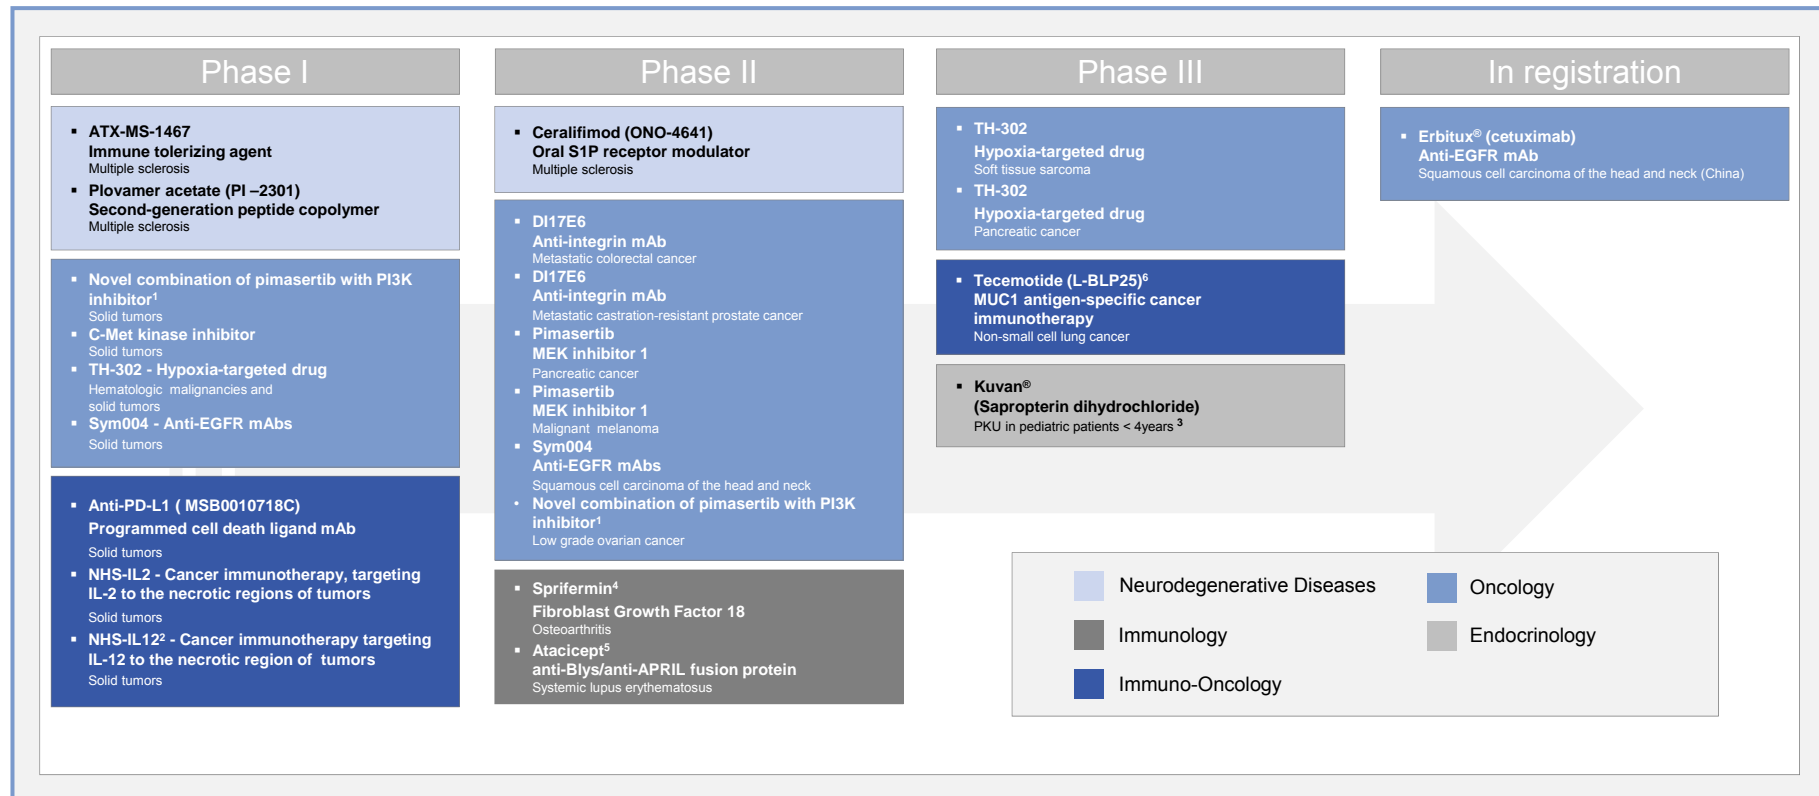 Phase I
▪ ATX-MS-1467
Immune tolerizing agent
Multiple sclerosis
▪ Plovamer acetate (PI –2301)
Second-generation peptide copolymer
Multiple sclerosis
▪ Novel combination of pimasertib with PI3K
inhibitor¹
Solid tumors
▪ C-Met kinase inhibitor
Solid tumors
▪ TH-302 - Hypoxia-targeted drug
Hematologic malignancies and
solid tumors
▪ Sym004 - Anti-EGFR mAbs
Solid tumors
▪ Anti-PD-L1 ( MSB0010718C)
Programmed cell death ligand mAb
Solid tumors
▪ NHS-IL2 - Cancer immunotherapy, targeting
IL-2 to the necrotic regions of tumors
Solid tumors
▪ NHS-IL12² - Cancer immunotherapy targeting
IL-12 to the necrotic region of tumors
Solid tumors
Phase II
▪ Ceralifimod (ONO-4641)
Oral S1P receptor modulator
Multiple sclerosis
▪ DI17E6
Anti-integrin mAb
Metastatic colorectal cancer
▪ DI17E6
Anti-integrin mAb
Metastatic castration-resistant prostate cancer
▪ Pimasertib
MEK inhibitor 1
Pancreatic cancer
▪ Pimasertib
MEK inhibitor 1
Malignant melanoma
▪ Sym004
Anti-EGFR mAbs
Squamous cell carcinoma of the head and neck
• Novel combination of pimasertib with PI3K
inhibitor¹
Low grade ovarian cancer
▪ Sprifermin⁴
Fibroblast Growth Factor 18
Osteoarthritis
▪ Atacicept⁵
anti-Blys/anti-APRIL fusion protein
Systemic lupus erythematosus
Phase III
▪ TH-302
Hypoxia-targeted drug
Soft tissue sarcoma
▪ TH-302
Hypoxia-targeted drug
Pancreatic cancer
▪ Tecemotide (L-BLP25)⁶
MUC1 antigen-specific cancer
immunotherapy
Non-small cell lung cancer
▪ Kuvan®
(Sapropterin dihydrochloride)
PKU in pediatric patients < 4years ³
In registration
▪ Erbitux® (cetuximab)
Anti-EGFR mAb
Squamous cell carcinoma of the head and neck (China)
Neurodegenerative Diseases
Oncology
Immunology
Endocrinology
Immuno-Oncology